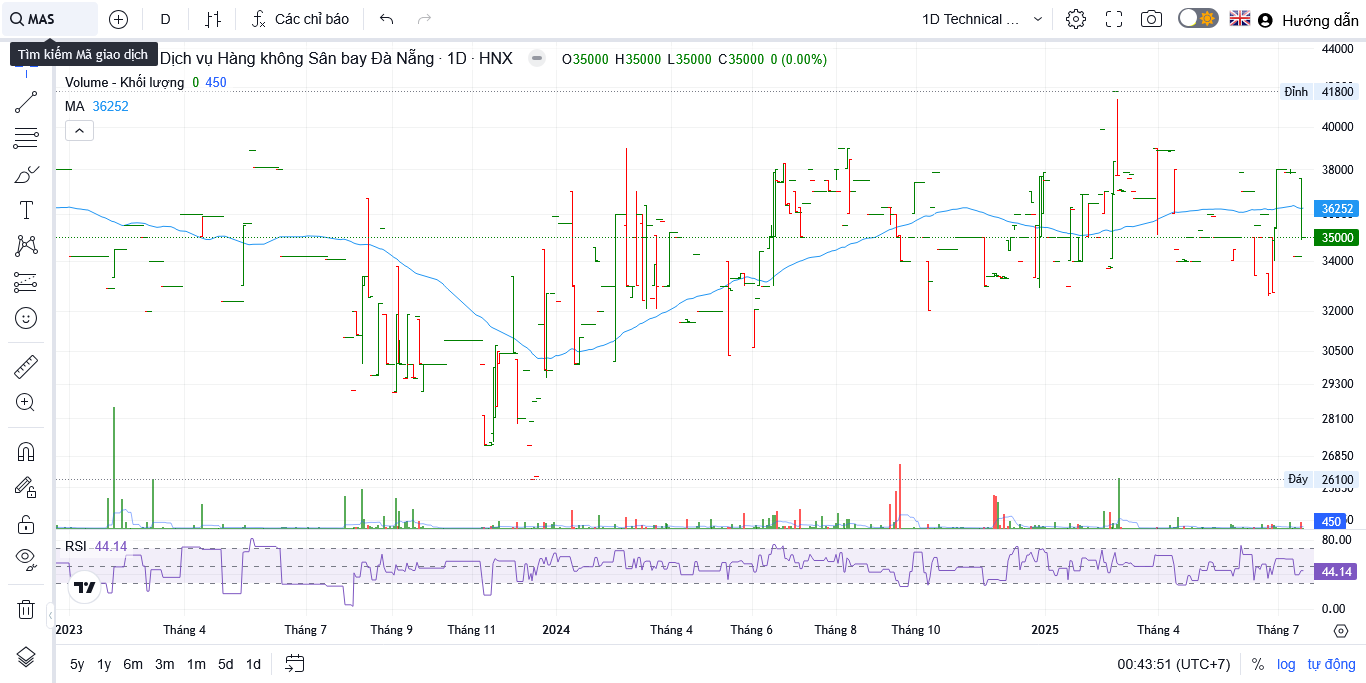 MAS
D
Các chỉ báo
1D Technical ...
Hướng dẫn
Tìm kiếm Mã giao dịch
Dịch vụ Hàng không Sân bay Đà Nẵng · 1D · HNX
O35000 H35000 L35000 C35000 0 (0.00%)
Volume - Khối lượng 0 450
MA 36252
44000
Đỉnh 41800
40000
38000
36252
35000
34000
32000
30500
29300
28100
26850
Đáy 26100
450
RSI 44.14
80.00
44.14
0.00
2023 Tháng 4 Tháng 7 Tháng 9 Tháng 11 2024 Tháng 4 Tháng 6 Tháng 8 Tháng 10 2025 Tháng 4 Tháng 7
5y 1y 6m 3m 1m 5d 1d
00:43:51 (UTC+7) % log tự động